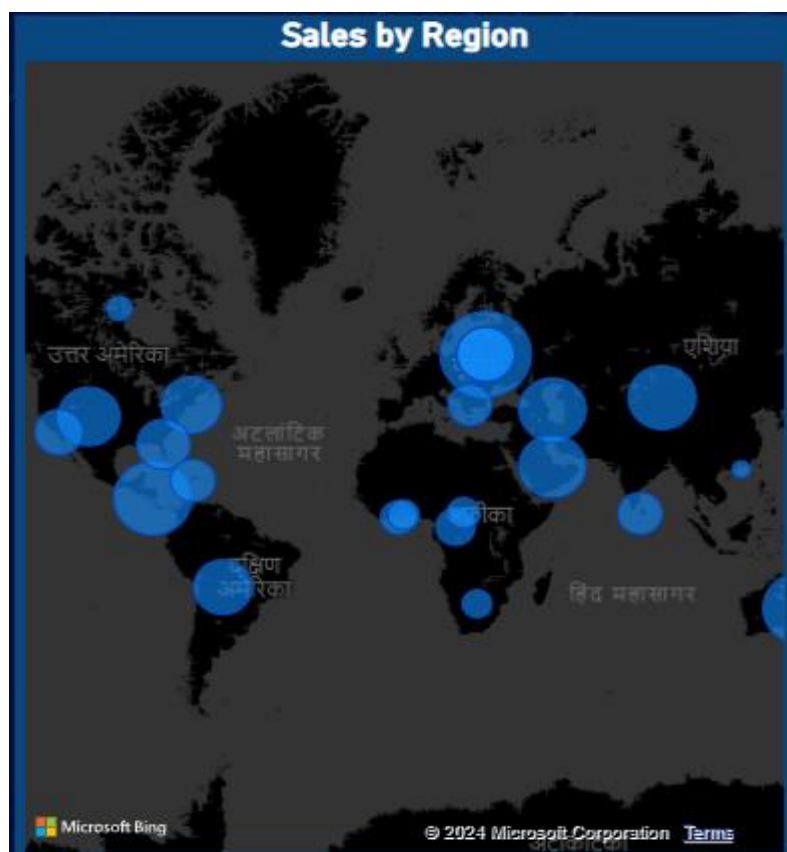 Sales by Region
उत्तर अमेरिका
एशिया
अटलांटिक
महासागर
दक्षिण
अमेरिका
हिंद महासागर
Microsoft Bing
© 2024 Microsoft Corporation Terms